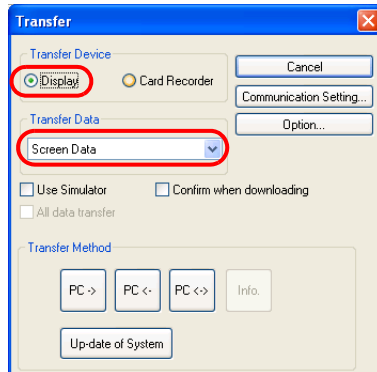 Transfer
Transfer Device
Display
Card Recorder
Cancel
Communication Setting...
Transfer Data
Option...
Screen Data
Use Simulator
Confirm when downloading
All data transfer
Transfer Method
PC ->
PC <-
PC <->
Info.
Up-date of System